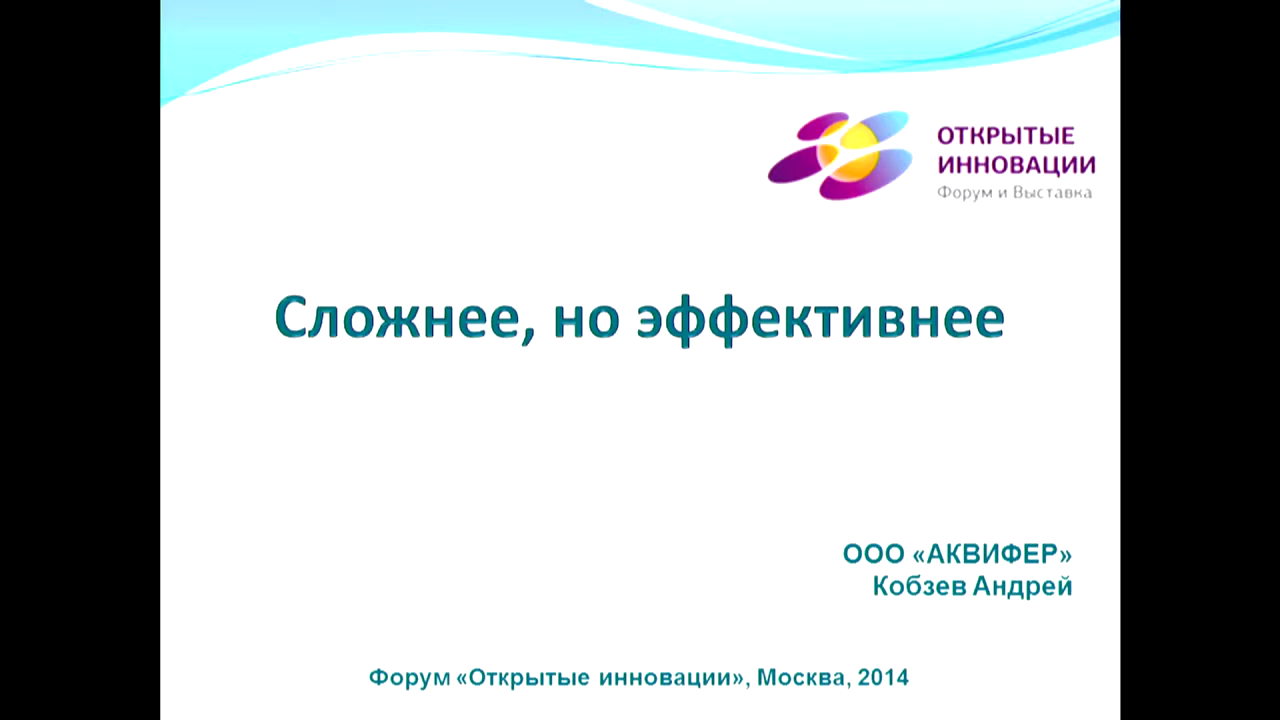 ОТКРЫТЫЕ
ИННОВАЦИИ
Форум и Выставка
Сложнее, но эффективнее
ООО «АКВИФЕР»
Кобзев Андрей
Форум «Открытые инновации», Москва, 2014